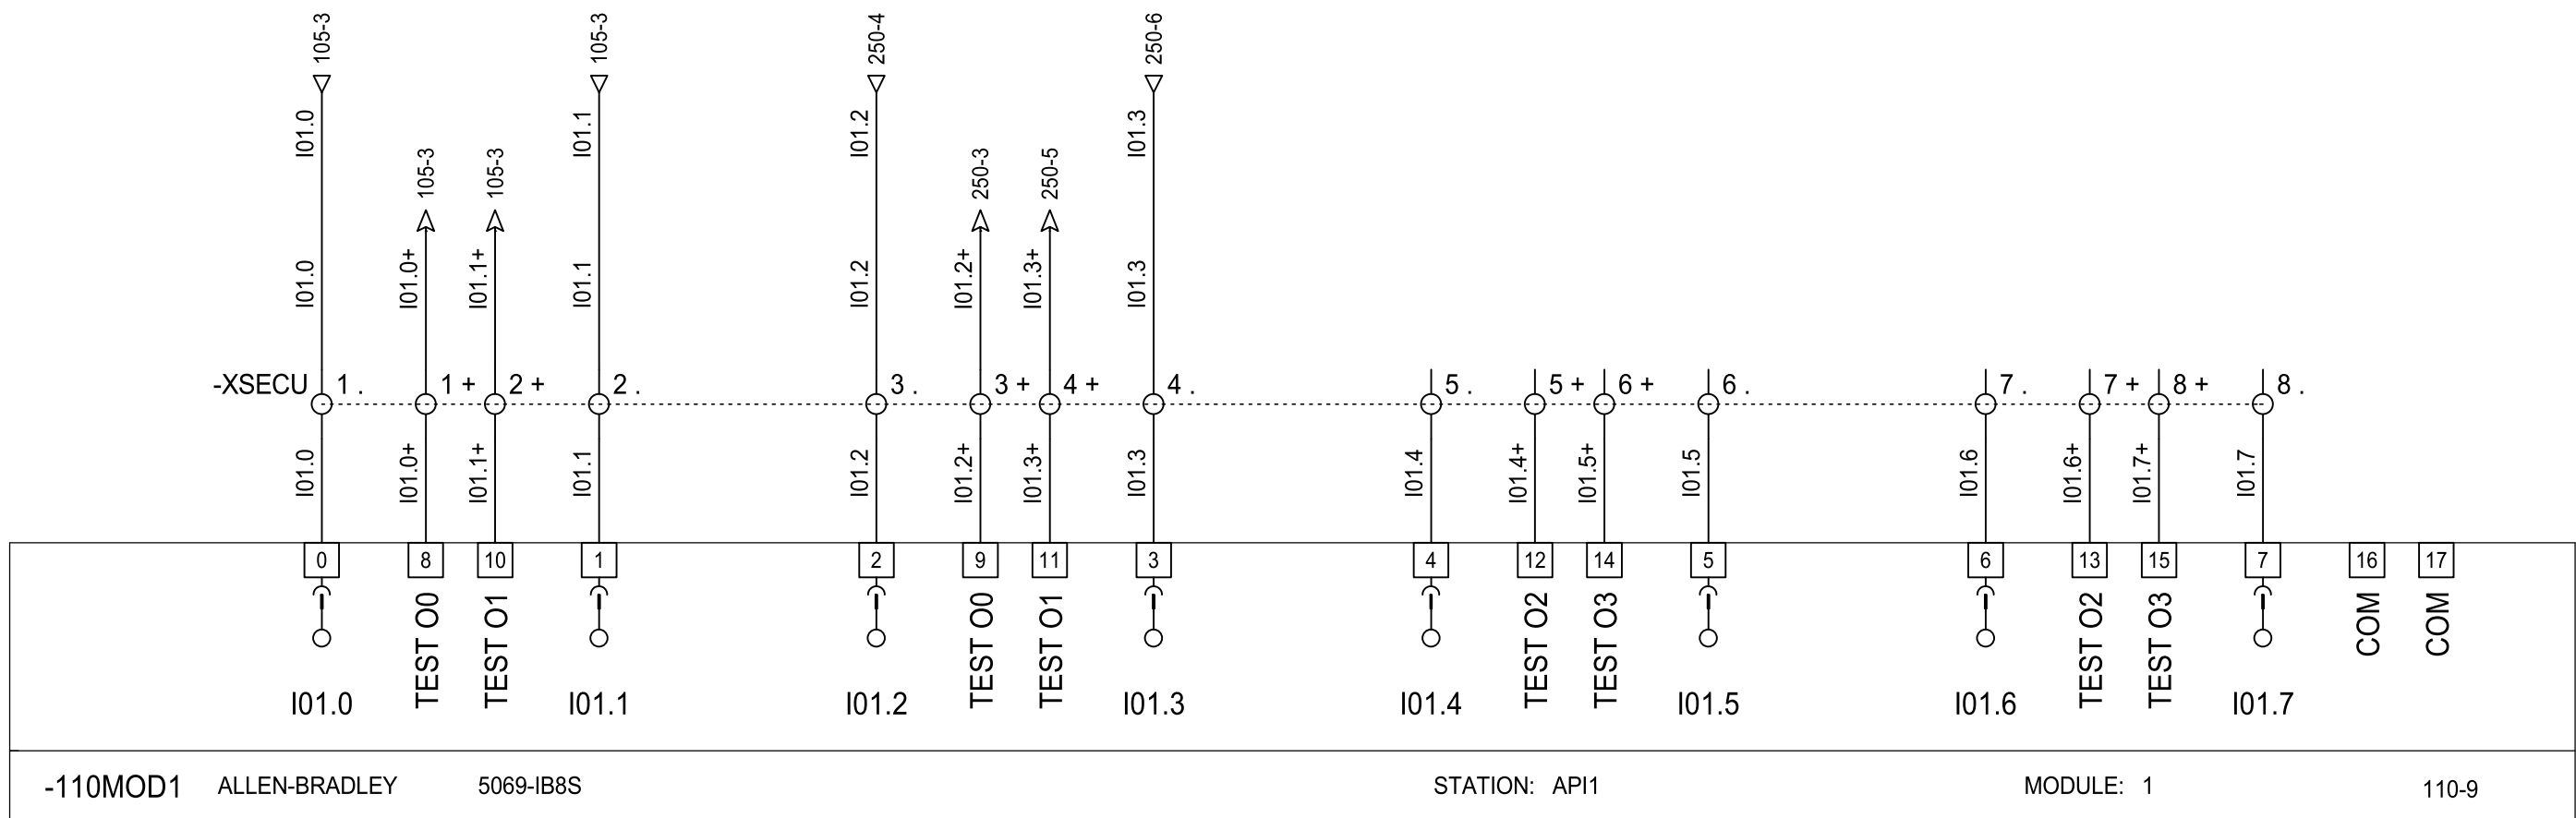 105-3 105-3 250-4 250-6
I01.0 I01.1 I01.2 I01.3
105-3 105-3 250-3 250-5
I01.0 I01.0+ I01.1+ I01.1 I01.2 I01.2+ I01.3+ I01.3
-XSECU 1 . 1 + 2 + 2 . 3 . 3 + 4 + 4 . 5 . 5 + 6 + 6 . 7 . 7 + 8 + 8 .
I01.0 I01.0+ I01.1+ I01.1 I01.2 I01.2+ I01.3+ I01.3 I01.4 I01.4+ I01.5+ I01.5 I01.6 I01.6+ I01.7+ I01.7
0 8 10 1 2 9 11 3 4 12 14 5 6 13 15 7 16 17
TEST O0 TEST O1 TEST O0 TEST O1 TEST O2 TEST O3 TEST O2 TEST O3 COM COM
I01.0 I01.1 I01.2 I01.3 I01.4 I01.5 I01.6 I01.7
-110MOD1 ALLEN-BRADLEY 5069-IB8S STATION: API1 MODULE: 1 110-9